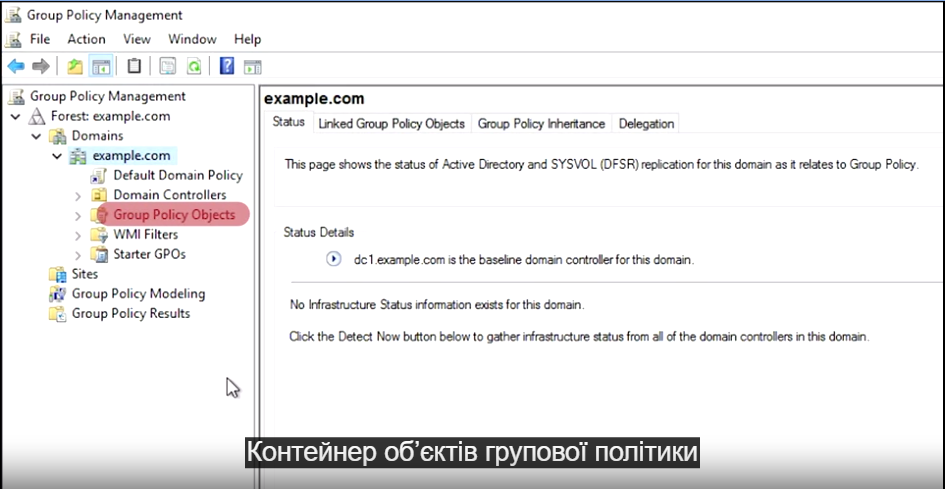 Group Policy Management
File Action View Window Help
Group Policy Management
Forest: example.com
Domains
example.com
Default Domain Policy
Domain Controllers
Group Policy Objects
WMI Filters
Starter GPOs
Sites
Group Policy Modeling
Group Policy Results
example.com
Status Linked Group Policy Objects Group Policy Inheritance Delegation
This page shows the status of Active Directory and SYSVOL (DFSR) replication for this domain as it relates to Group Policy.
Status Details
dc1.example.com is the baseline domain controller for this domain.
No Infrastructure Status information exists for this domain.
Click the Detect Now button below to gather infrastructure status from all of the domain controllers in this domain.
Контейнер об’єктів групової політики